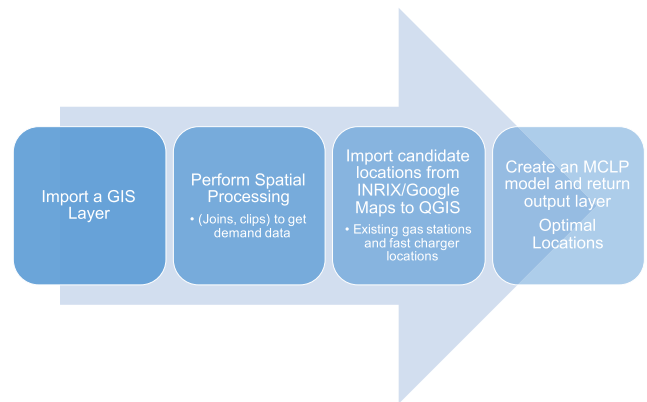 Import a GIS
Layer
Perform Spatial
Processing
• (Joins, clips) to get
demand data
Import candidate
locations from
INRIX/Google
Maps to QGIS
• Existing gas stations
and fast charger
locations
Create an MCLP
model and return
output layer
Optimal
Locations